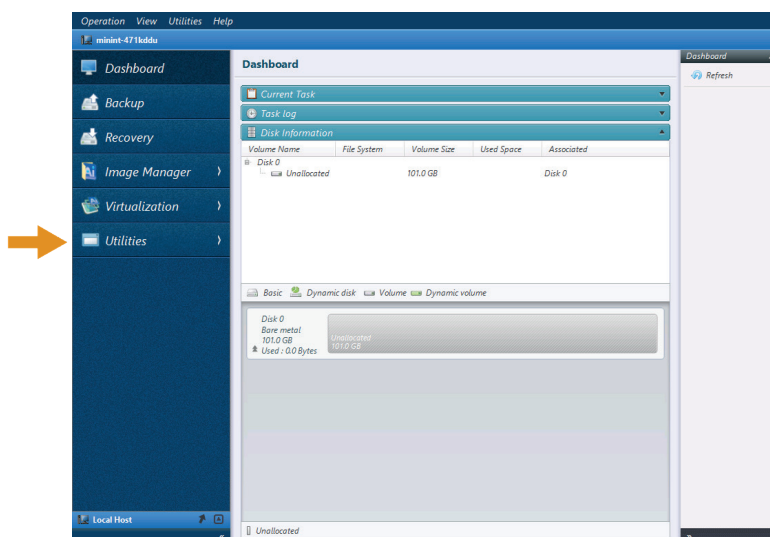 Operation View Utilities Help
minint-471kddu
Dashboard
Backup
Recovery
Image Manager
Virtualization
Utilities
Local Host
Dashboard
Current Task
Task log
Disk Information
Volume Name File System Volume Size Used Space Associated
Disk 0
Unallocated 101.0 GB Disk 0
Basic Dynamic disk Volume Dynamic volume
Disk 0
Bare metal
101.0 GB
Used : 0.0 Bytes
Unallocated
101.0 GB
Unallocated
Dashboard
Refresh